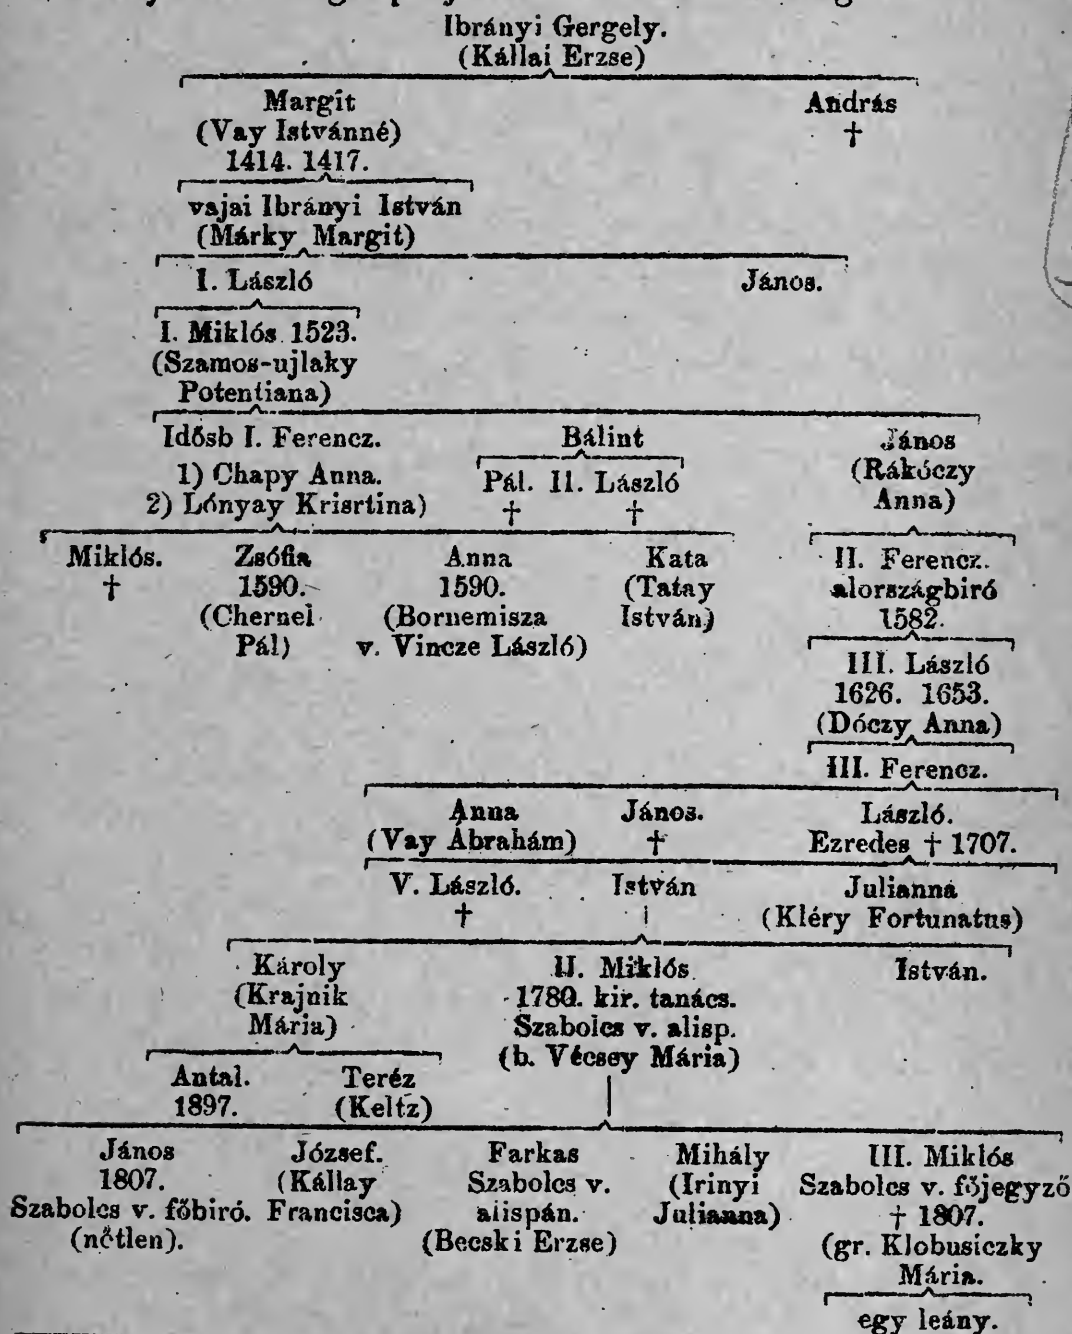 Ibrányi Gergely.
(Kállai Erzse)
Margit András
(Vay Istvánné) †
1414. 1417.
vajai Ibrányi István
(Márky Margit)
I. László János.
I. Miklós 1523.
(Szamos-ujlaky
Potentiana)
Idősb I. Ferencz. Bálint János
1) Chapy Anna. Pál. II. László (Rákóczy
2) Lónyay Krisrtina) † † Anna)
Miklós. Zsófia Anna Kata II. Ferencz.
† 1590. 1590. (Tatay alországbiró
(Chernel (Bornemisza István) 1582.
Pál) v. Vincze László)
III. László
1626. 1653.
(Dóczy Anna)
III. Ferencz.
Anna János. László.
(Vay Ábrahám) † Ezredes † 1707.
V. László. István Julianna
† (Kléry Fortunatus)
Károly II. Miklós István.
(Krajnik 1780. kir. tanács.
Mária) Szabolcs v. alisp.
(b. Vécsey Mária)
Antal. Teréz
1897. (Keltz)
János József. Farkas Mihály III. Miklós
1807. (Kállay Szabolcs v. (Irinyi Szabolcs v. főjegyző
Szabolcs v. főbiró. Francisca) alispán. Julianna) † 1807.
(nőtlen). (Becski Erzse) (gr. Klobusiczky
Mária.
egy leány.